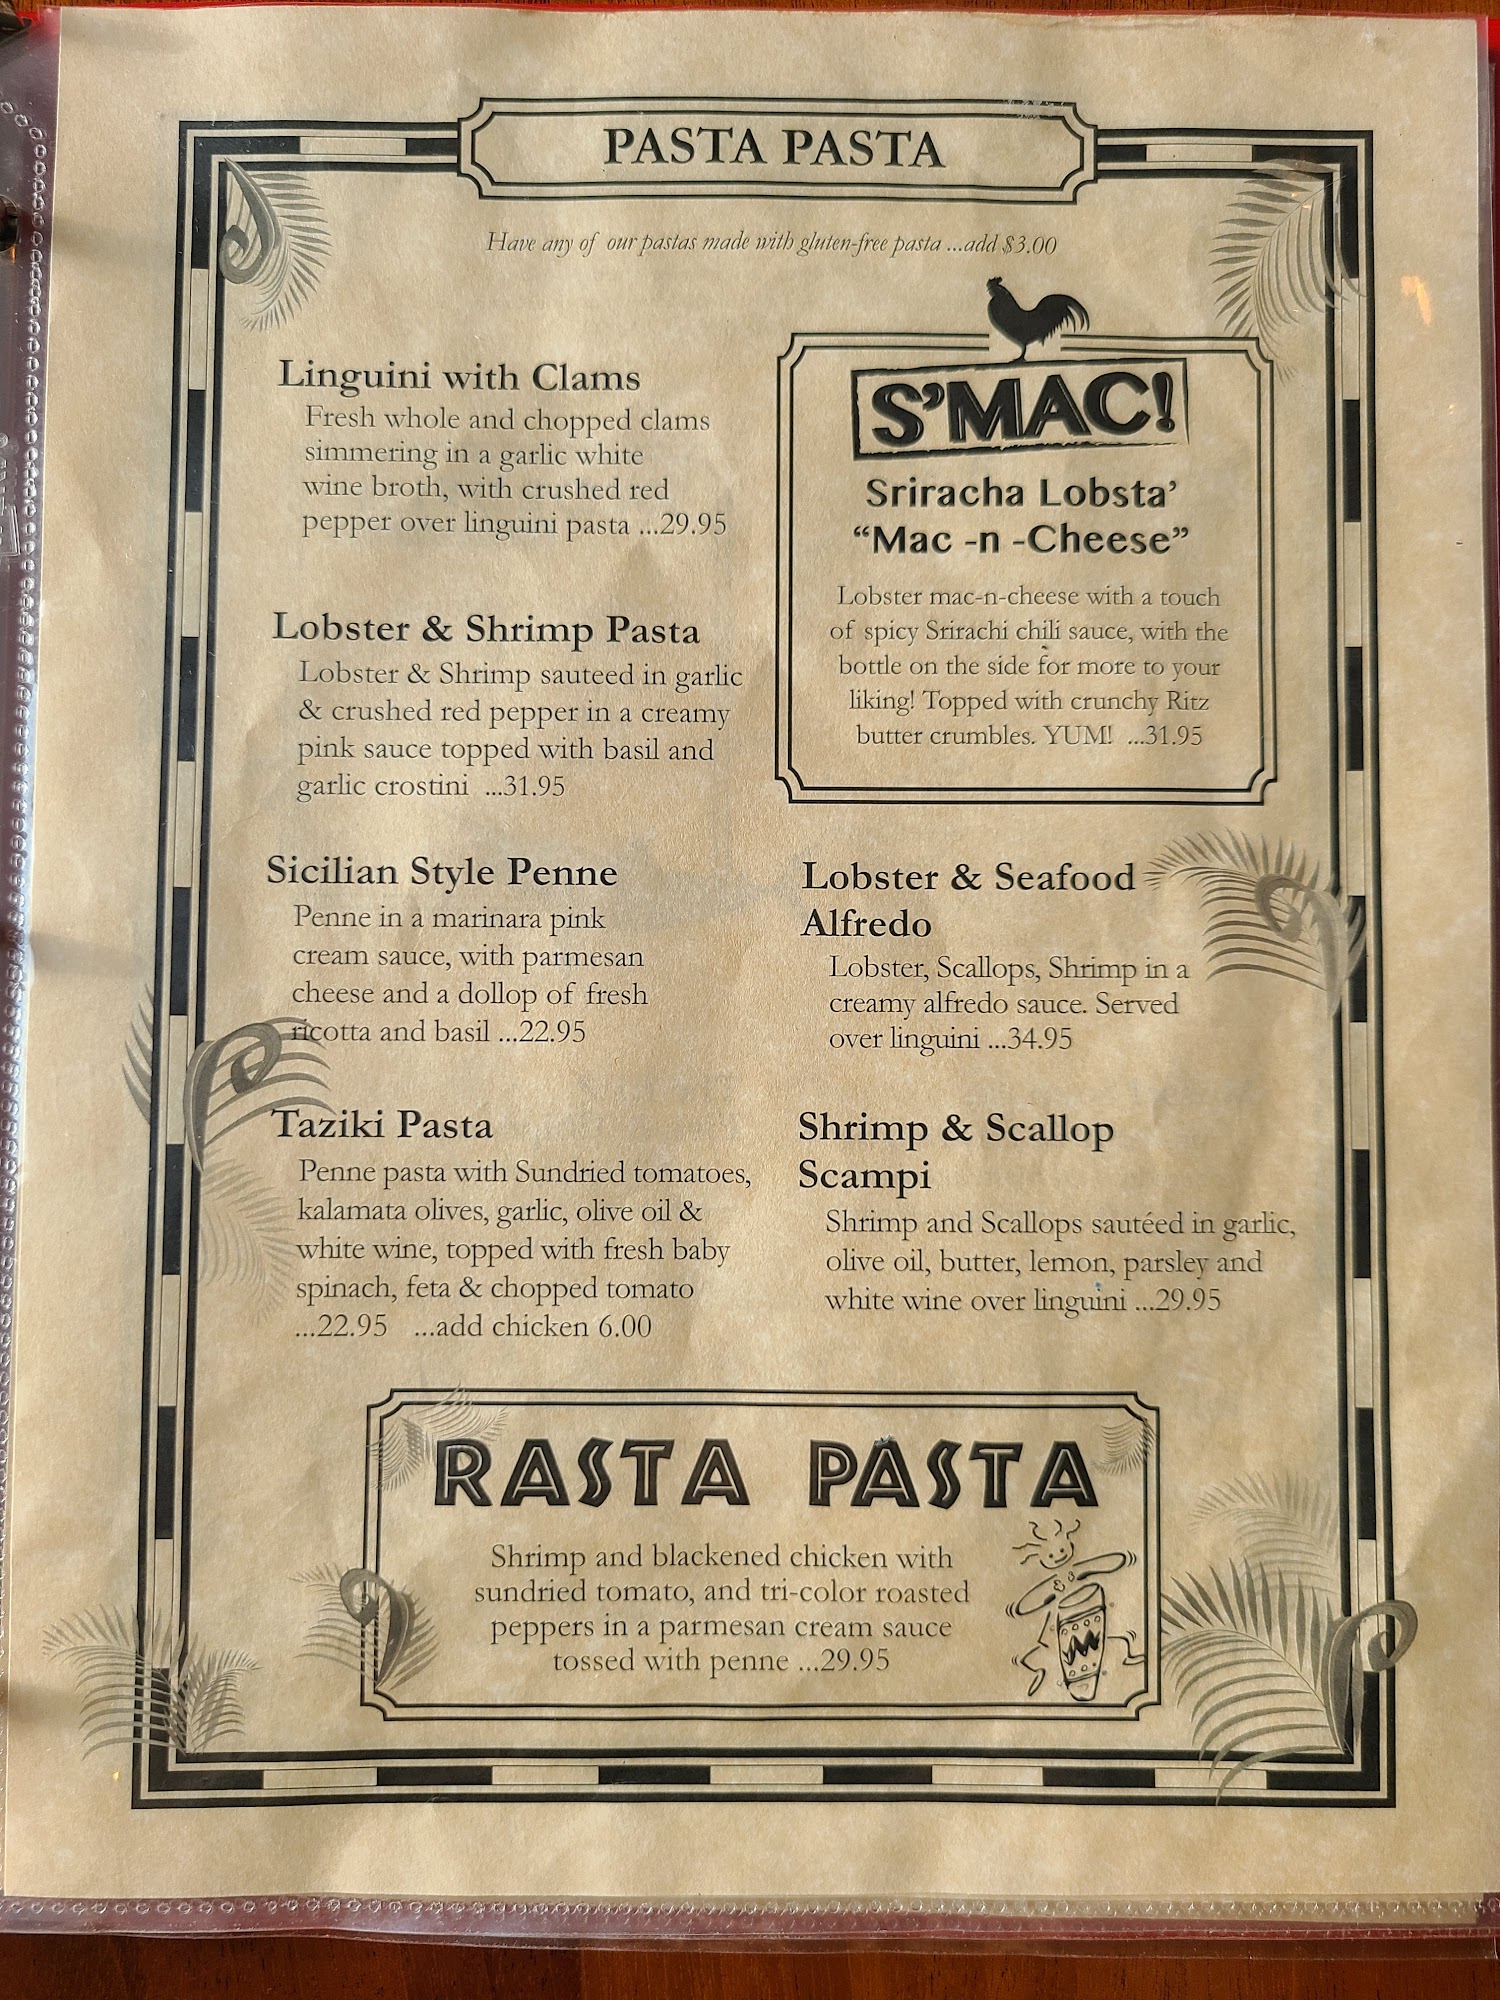 PASTA PASTA
Have any of our pastas made with gluten-free pasta ...add $3.00
Linguini with Clams
Fresh whole and chopped clams
simmering in a garlic white
wine broth, with crushed red
pepper over linguini pasta ...29.95
Lobster & Shrimp Pasta
Lobster & Shrimp sauteed in garlic
& crushed red pepper in a creamy
pink sauce topped with basil and
garlic crostini ...31.95
Sicilian Style Penne
Penne in a marinara pink
cream sauce, with parmesan
cheese and a dollop of fresh
ricotta and basil ...22.95
Taziki Pasta
Penne pasta with Sundried tomatoes,
kalamata olives, garlic, olive oil &
white wine, topped with fresh baby
spinach, feta & chopped tomato
...22.95 ...add chicken 6.00
S'MAC!
Sriracha Lobsta'
“Mac -n -Cheese”
Lobster mac-n-cheese with a touch
of spicy Srirachi chili sauce, with the
bottle on the side for more to your
liking! Topped with crunchy Ritz
butter crumbles. YUM! ...31.95
Lobster & Seafood
Alfredo
Lobster, Scallops, Shrimp in a
creamy alfredo sauce. Served
over linguini ...34.95
Shrimp & Scallop
Scampi
Shrimp and Scallops sautéed in garlic,
olive oil, butter, lemon, parsley and
white wine over linguini ...29.95
RASTA PASTA
Shrimp and blackened chicken with
sundried tomato, and tri-color roasted
peppers in a parmesan cream sauce
tossed with penne ...29.95